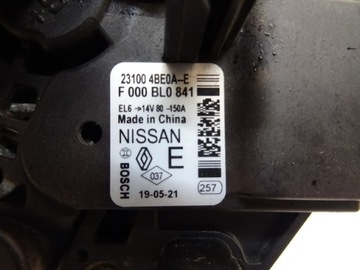 23100 4BE0A--E
F 000 BL0 841
EL6 14V 80 -150A
Made in China
NISSAN
E
BOSCH
037
19-05-21
257